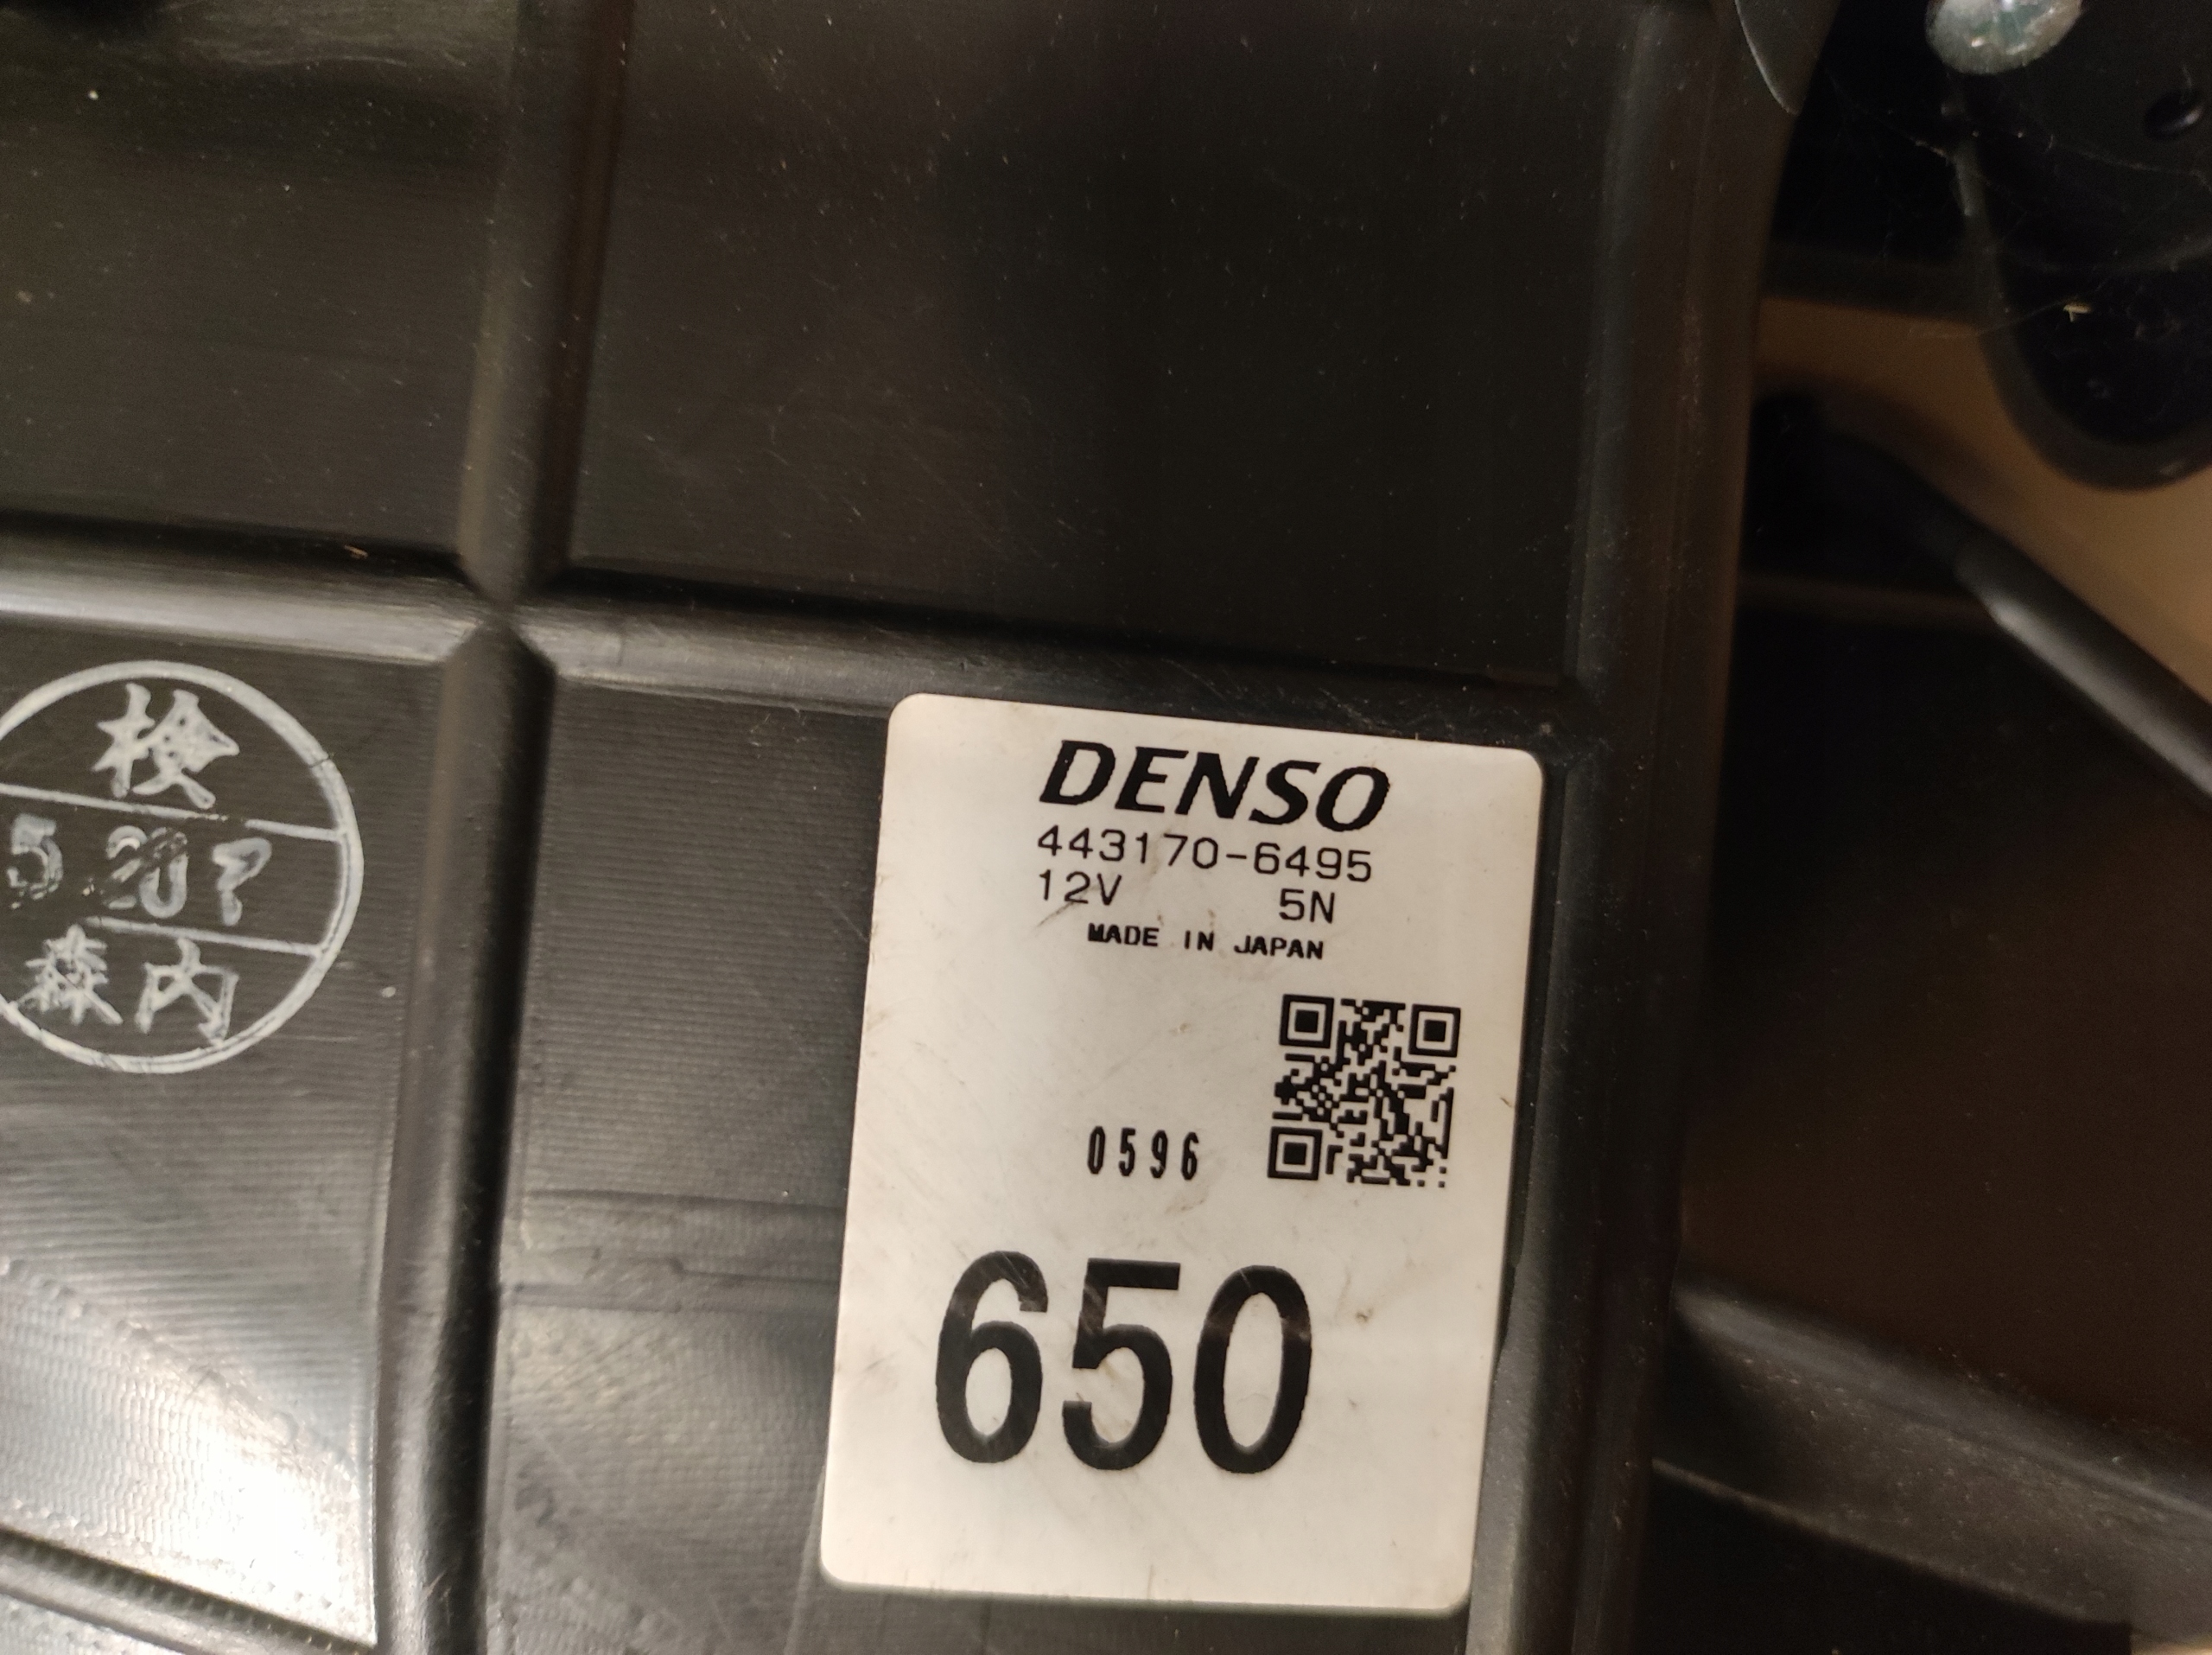 検
森内
DENSO
443170-6495
12V 5N
MADE IN JAPAN
0596
650